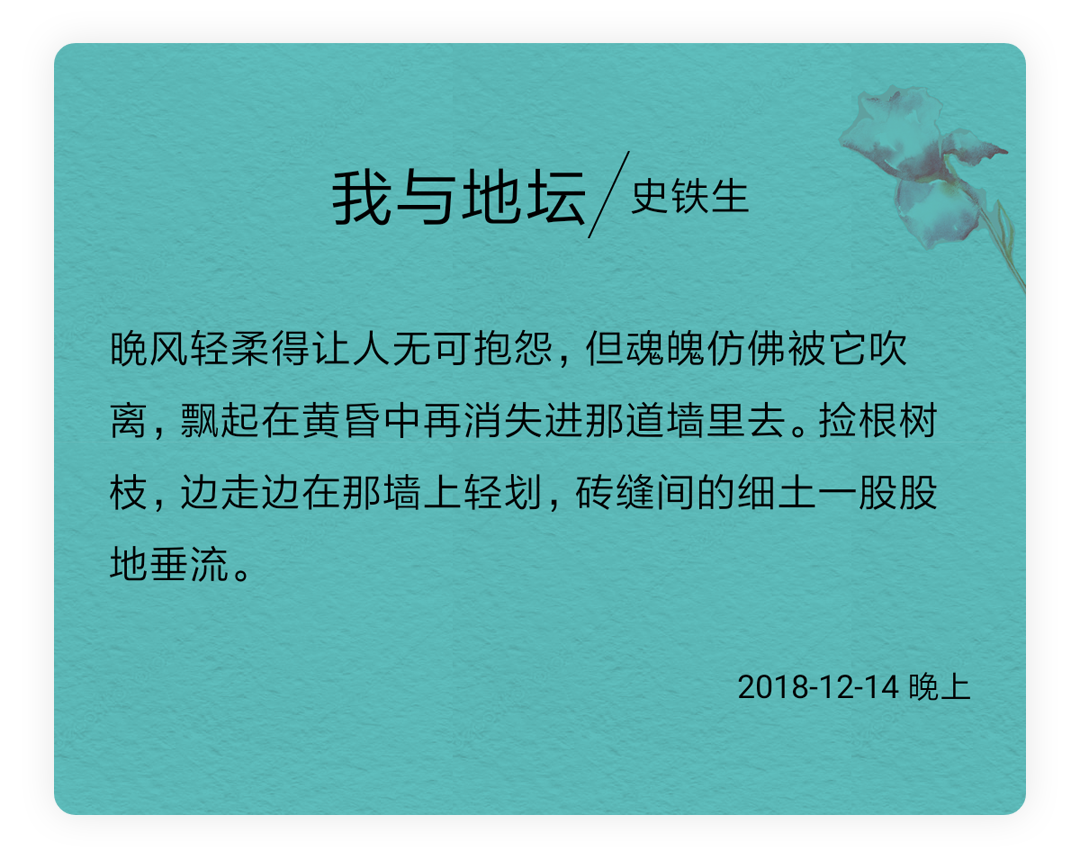 我与地坛/史铁生
晚风轻柔得让人无可抱怨，但魂魄仿佛被它吹
离，飘起在黄昏中再消失进那道墙里去。捡根树
枝，边走边在那墙上轻划，砖缝间的细土一股股
地垂流。
2018-12-14 晚上